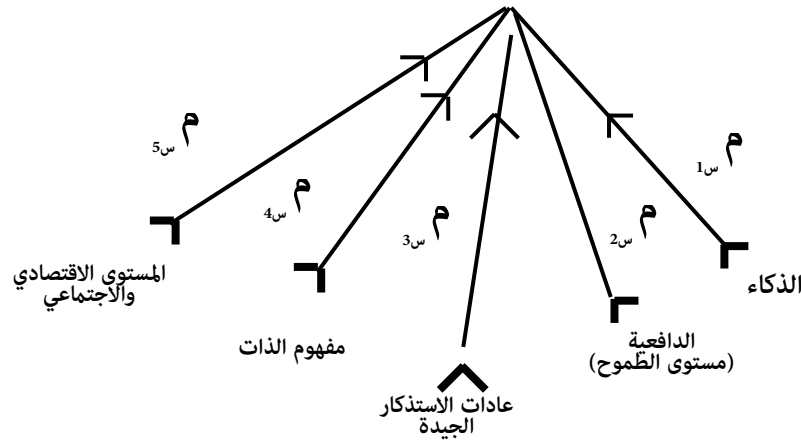 م س1
م س2
م س3
م س4
م س5
الذكاء
الدافعية
(مستوى الطموح)
عادات الاستذكار
الجيدة
مفهوم الذات
المستوى الاقتصادي
والاجتماعي